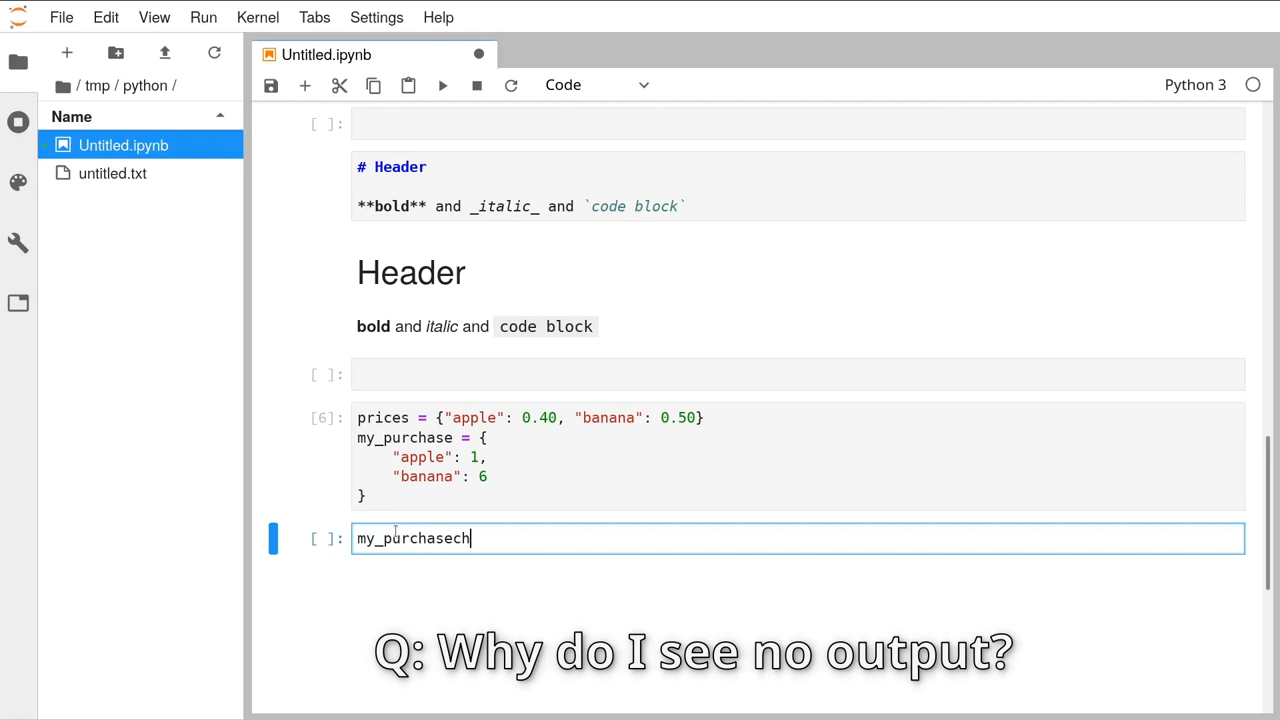 File Edit View Run Kernel Tabs Settings Help
Untitled.ipynb
/ tmp / python /
Code
Python 3
Name
Untitled.ipynb
untitled.txt
[ ]:
# Header
**bold** and _italic_ and `code block`
Header
bold and italic and code block
[ ]:
[6]: prices = {"apple": 0.40, "banana": 0.50}
my_purchase = {
"apple": 1,
"banana": 6
}
[ ]: my_purchasech
Q: Why do I see no output?